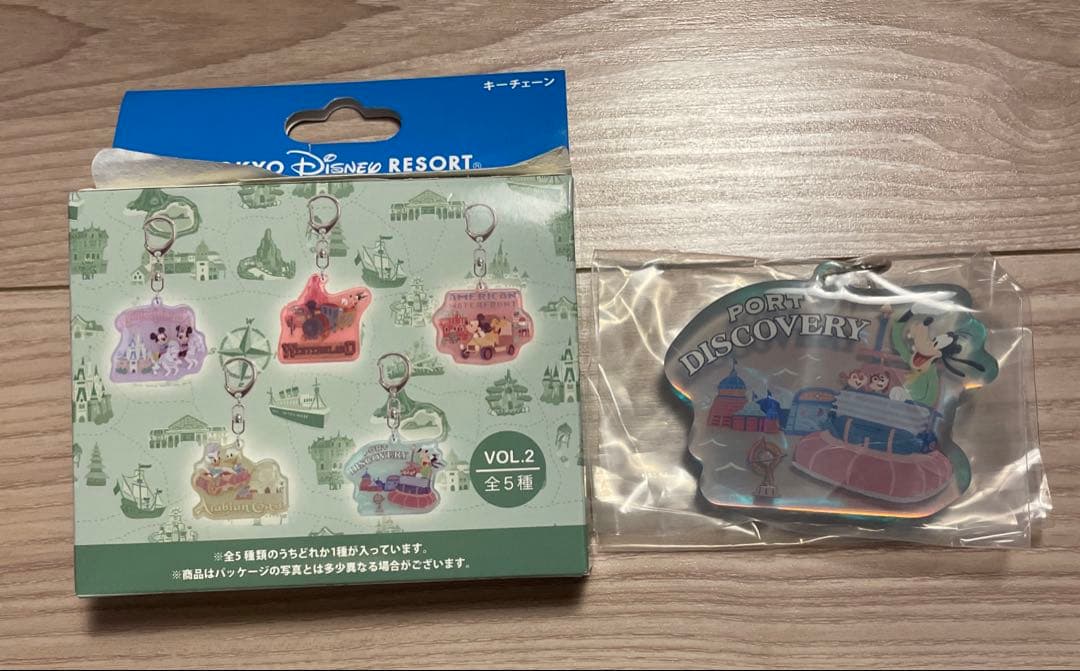 キーチェーン
KYO Disney RESORT®
AMERICAN
WATERFRONT
WESTERNLAND
PORT
DISCOVERY
Arabian Coast
VOL.2
全5種
※全5種類のうちどれか1種が入っています。
※商品はパッケージの写真とは多少異なる場合がございます。
PORT
DISCOVERY